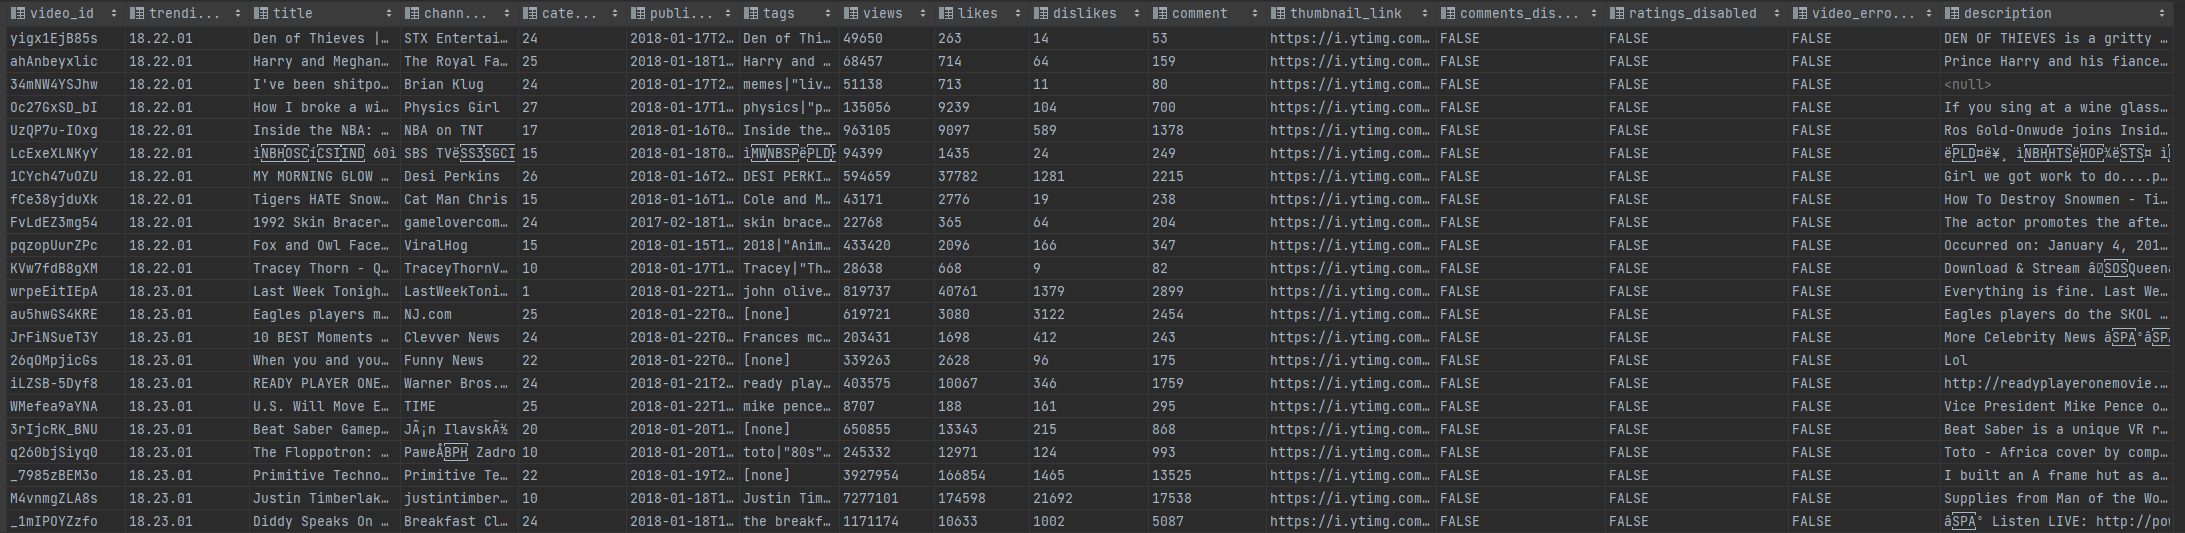 video_id trendi... title chann... cate... publi... tags views likes dislikes comment thumbnail_link comments_dis... ratings_disabled video_erro... description
yigx1EjB85s 18.22.01 Den of Thieves |… STX Entertai… 24 2018-01-17T2… Den of Thi… 49650 263 14 53 https://i.ytimg.com… FALSE FALSE FALSE DEN OF THIEVES is a gritty …
ahAnbeyxlic 18.22.01 Harry and Meghan… The Royal Fa… 25 2018-01-18T1… Harry and … 68457 714 64 159 https://i.ytimg.com… FALSE FALSE FALSE Prince Harry and his fiance…
34mNW4YSJhw 18.22.01 I've been shitpo… Brian Klug 24 2018-01-17T1… memes|"liv… 51138 713 11 80 https://i.ytimg.com… FALSE FALSE FALSE <null>
Oc27GxSD_bI 18.22.01 How I broke a wi… Physics Girl 27 2018-01-17T1… physics|"p… 135056 9239 104 700 https://i.ytimg.com… FALSE FALSE FALSE If you sing at a wine glass…
UzQP7u-IOxg 18.22.01 Inside the NBA: … NBA on TNT 17 2018-01-16T0… Inside the… 963105 9097 589 1378 https://i.ytimg.com… FALSE FALSE FALSE Ros Gold-Onwude joins Insid…
LcExeXLNKyY 18.22.01 ìNBHOSCíCSIIND 60ì SBS TVëSS3SGCI 15 2018-01-18T0… ìMWNBSPëPLDH 94399 1435 24 249 https://i.ytimg.com… FALSE FALSE FALSE ëPLD¤ë¥¸ ìNBHHTSëHOP¾ëSTS¤ ì
1CYch47uOZU 18.22.01 MY MORNING GLOW … Desi Perkins 26 2018-01-16T2… DESI PERKI… 594659 37782 1281 2215 https://i.ytimg.com… FALSE FALSE FALSE Girl we got work to do....p…
fCe38yjduXk 18.22.01 Tigers HATE Snow… Cat Man Chris 15 2018-01-16T1… Cole and M… 43171 2776 19 238 https://i.ytimg.com… FALSE FALSE FALSE How To Destroy Snowmen - Ti…
FvLdEZ3mg54 18.22.01 1992 Skin Bracer… gamelovercom… 24 2017-02-18T1… skin brace… 22768 365 64 204 https://i.ytimg.com… FALSE FALSE FALSE The actor promotes the afte…
pqzopUurZPc 18.22.01 Fox and Owl Face… ViralHog 15 2018-01-15T1… 2018|"Anim… 433420 2096 166 347 https://i.ytimg.com… FALSE FALSE FALSE Occurred on: January 4, 201…
KVw7fdB8gXM 18.22.01 Tracey Thorn - Q… TraceyThornV… 10 2018-01-17T1… Tracey|"Th… 28638 668 9 82 https://i.ytimg.com… FALSE FALSE FALSE Download & Stream SOSQueena
wrpeEitIEpA 18.23.01 Last Week Tonigh… LastWeekToni… 1 2018-01-22T1… john olive… 819737 40761 1379 2899 https://i.ytimg.com… FALSE FALSE FALSE Everything is fine. Last We…
au5hwGS4KRE 18.23.01 Eagles players m… NJ.com 25 2018-01-22T0… [none] 619721 3080 3122 2454 https://i.ytimg.com… FALSE FALSE FALSE Eagles players do the SKOL …
JrFiNSueT3Y 18.23.01 10 BEST Moments … Clevver News 24 2018-01-22T0… Frances mc… 203431 1698 412 243 https://i.ytimg.com… FALSE FALSE FALSE More Celebrity News âSPAºâSPA
26qOMpjicGs 18.23.01 When you and you… Funny News 22 2018-01-22T0… [none] 339263 2628 96 175 https://i.ytimg.com… FALSE FALSE FALSE Lol
iLZSB-5Dyf8 18.23.01 READY PLAYER ONE… Warner Bros.… 24 2018-01-21T2… ready play… 403575 10067 346 1759 https://i.ytimg.com… FALSE FALSE FALSE http://readyplayeronemovie.…
WMefea9aYNA 18.23.01 U.S. Will Move E… TIME 25 2018-01-22T1… mike pence… 8707 188 161 295 https://i.ytimg.com… FALSE FALSE FALSE Vice President Mike Pence o…
3rIjcRK_BNU 18.23.01 Beat Saber Gamep… JÃ¡n IlavskÃ½ 20 2018-01-20T1… [none] 650855 13343 215 868 https://i.ytimg.com… FALSE FALSE FALSE Beat Saber is a unique VR r…
q260bjSiyq0 18.23.01 The Floppotron: … PaweÅBPH Zadro 10 2018-01-20T1… toto|"80s"… 245332 12971 124 993 https://i.ytimg.com… FALSE FALSE FALSE Toto - Africa cover by comp…
_7985zBEM3o 18.23.01 Primitive Techno… Primitive Te… 22 2018-01-19T2… [none] 3927954 166854 1465 13525 https://i.ytimg.com… FALSE FALSE FALSE I built an A frame hut as a…
M4vnmgZLA8s 18.23.01 Justin Timberlak… justintimber… 10 2018-01-18T1… Justin Tim… 7277101 174598 21692 17538 https://i.ytimg.com… FALSE FALSE FALSE Supplies from Man of the Wo…
_1mIPOYZzfo 18.23.01 Diddy Speaks On … Breakfast Cl… 24 2018-01-18T1… the breakf… 1171174 10633 1002 5087 https://i.ytimg.com… FALSE FALSE FALSE âSPAº Listen LIVE: http://pow